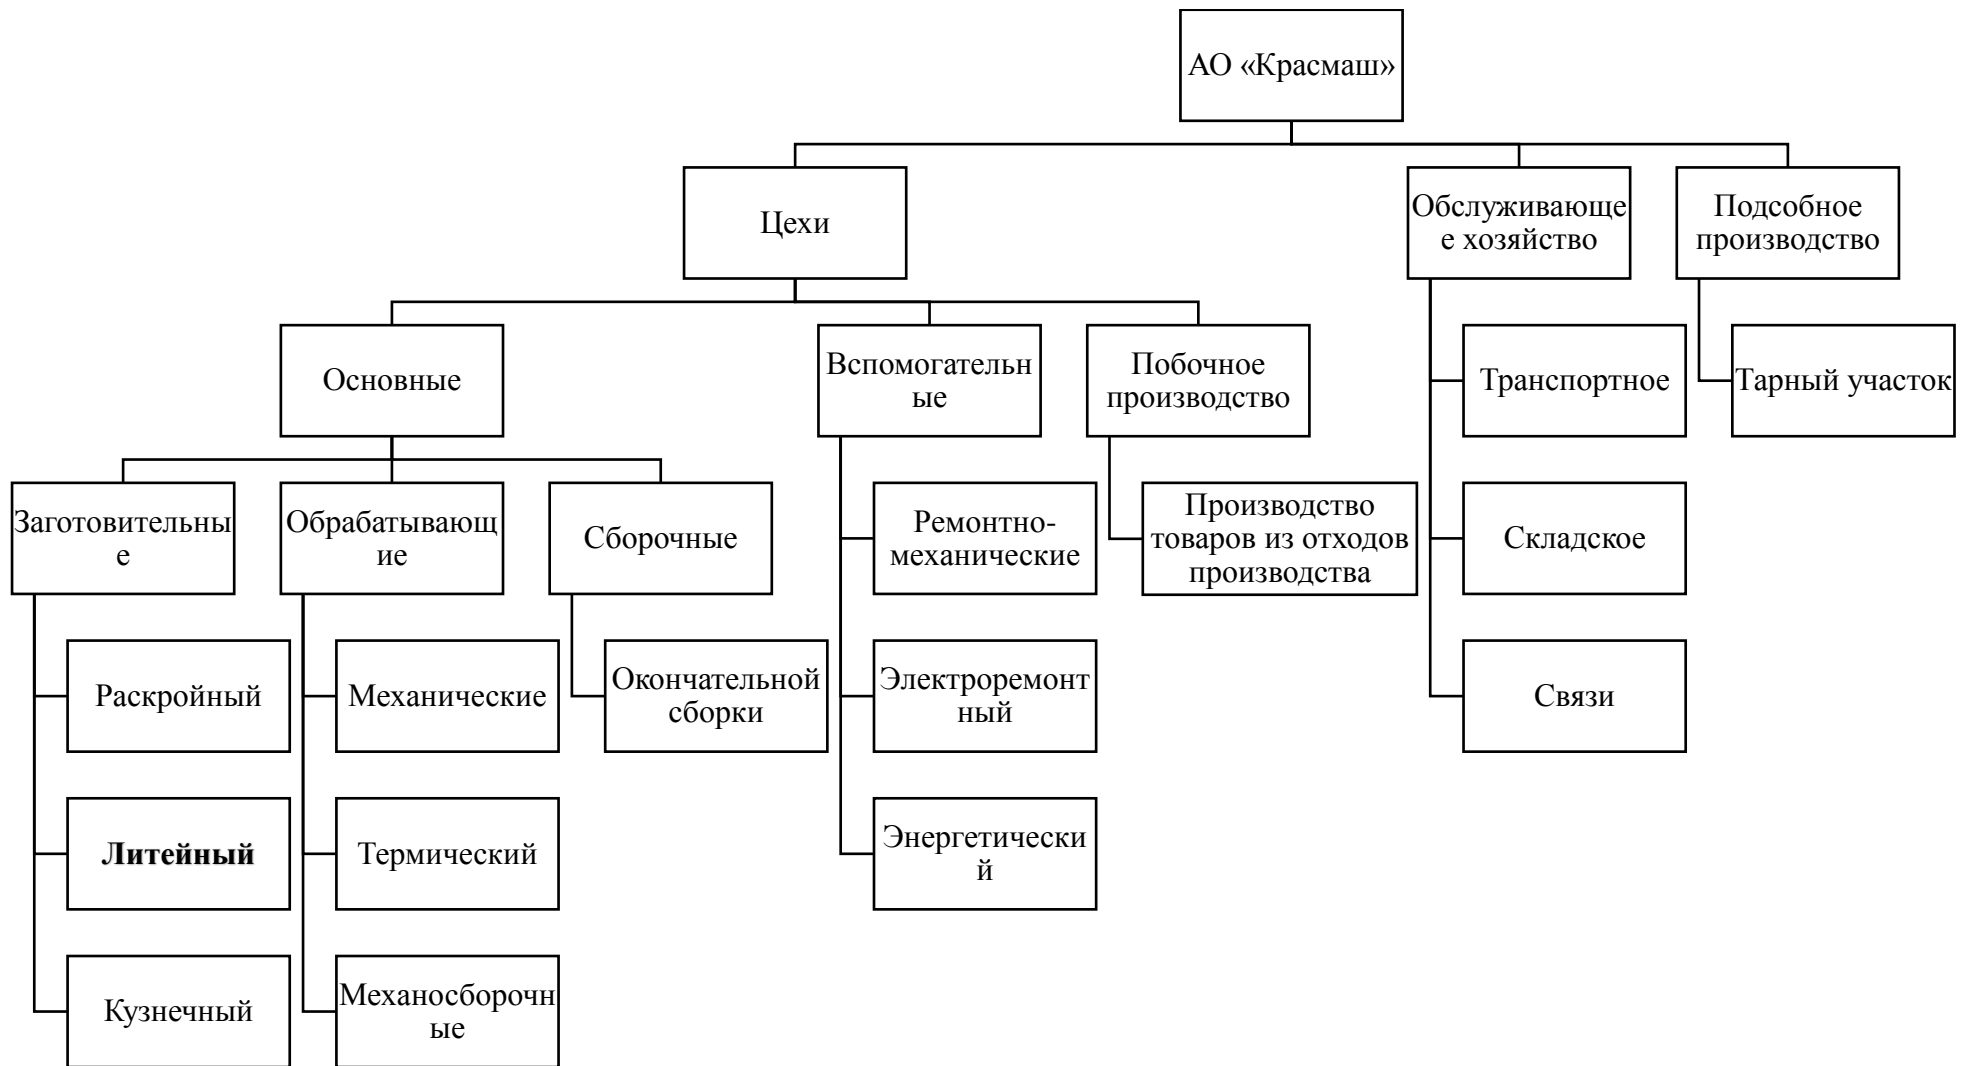 АО «Красмаш»
Цехи
Обслуживающе
е хозяйство
Подсобное
производство
Основные
Вспомогательн
ые
Побочное
производство
Транспортное
Тарный участок
Заготовительны
е
Обрабатывающ
ие
Сборочные
Ремонтно-
механические
Производство
товаров из отходов
производства
Складское
Раскройный
Механические
Окончательной
сборки
Электроремонт
ный
Связи
Литейный
Термический
Энергетически
й
Кузнечный
Механосборочн
ые